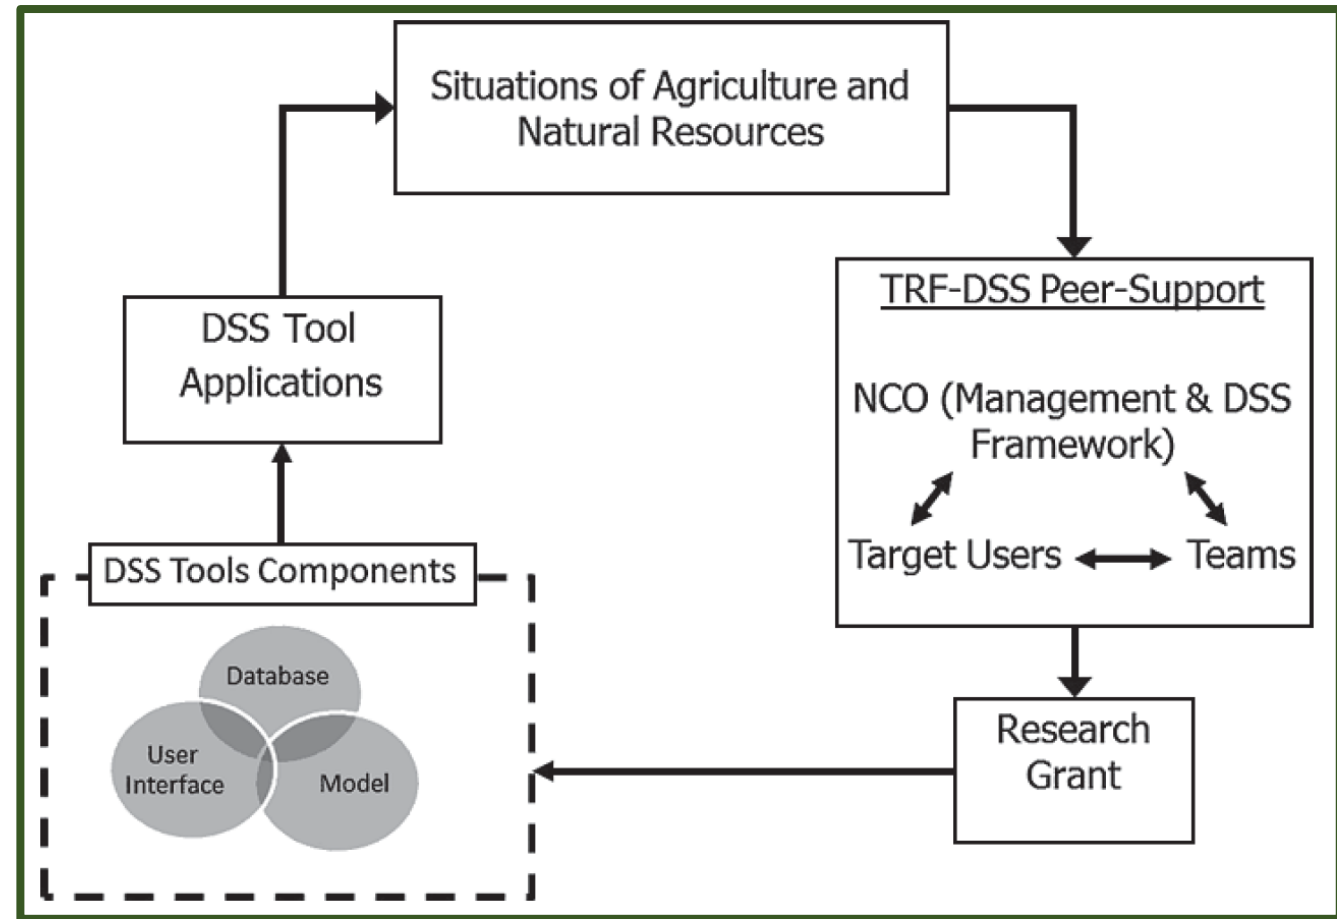 Situations of Agriculture and
Natural Resources
TRF-DSS Peer-Support
NCO (Management & DSS
Framework)
Target Users
Teams
Research
Grant
DSS Tool
Applications
DSS Tools Components
Database
User
Interface
Model